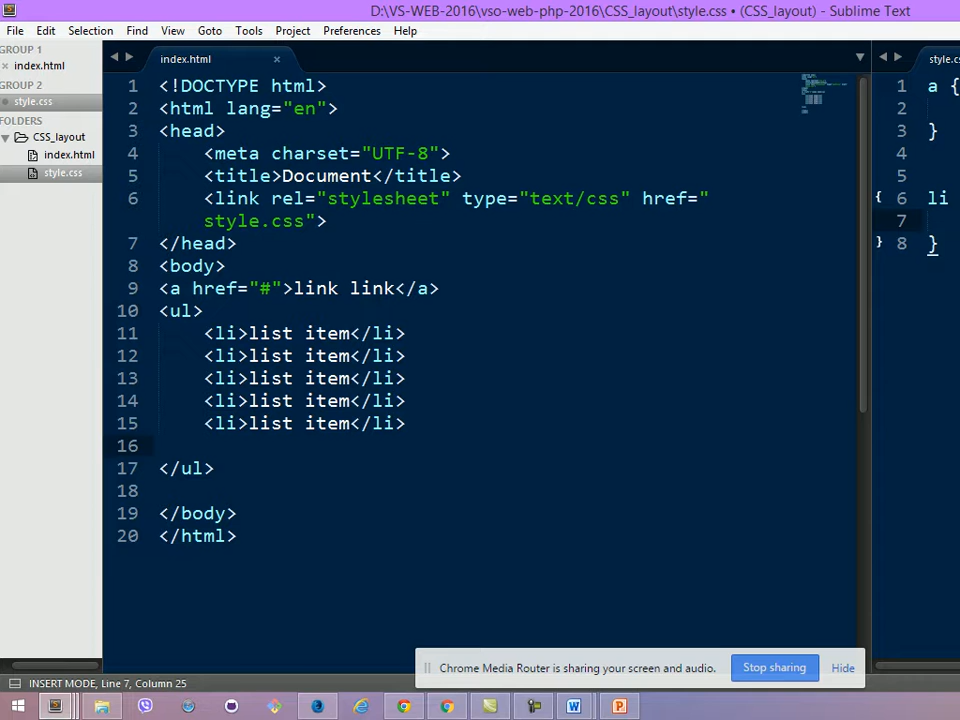 D:\VS-WEB-2016\vso-web-php-2016\CSS_layout\style.css • (CSS_layout) - Sublime Text
File Edit Selection Find View Goto Tools Project Preferences Help
GROUP 1
× index.html
GROUP 2
style.css
FOLDERS
CSS_layout
index.html
style.css
index.html ×
1 <!DOCTYPE html>
2 <html lang="en">
3 <head>
4 <meta charset="UTF-8">
5 <title>Document</title>
6 <link rel="stylesheet" type="text/css" href="
style.css">
7 </head>
8 <body>
9 <a href="#">link link</a>
10 <ul>
11 <li>list item</li>
12 <li>list item</li>
13 <li>list item</li>
14 <li>list item</li>
15 <li>list item</li>
16
17 </ul>
18
19 </body>
20 </html>
style.cs
1 a {
2
3 }
4
5
{ 6 li
7
} 8 }
Chrome Media Router is sharing your screen and audio. Stop sharing Hide
INSERT MODE, Line 7, Column 25